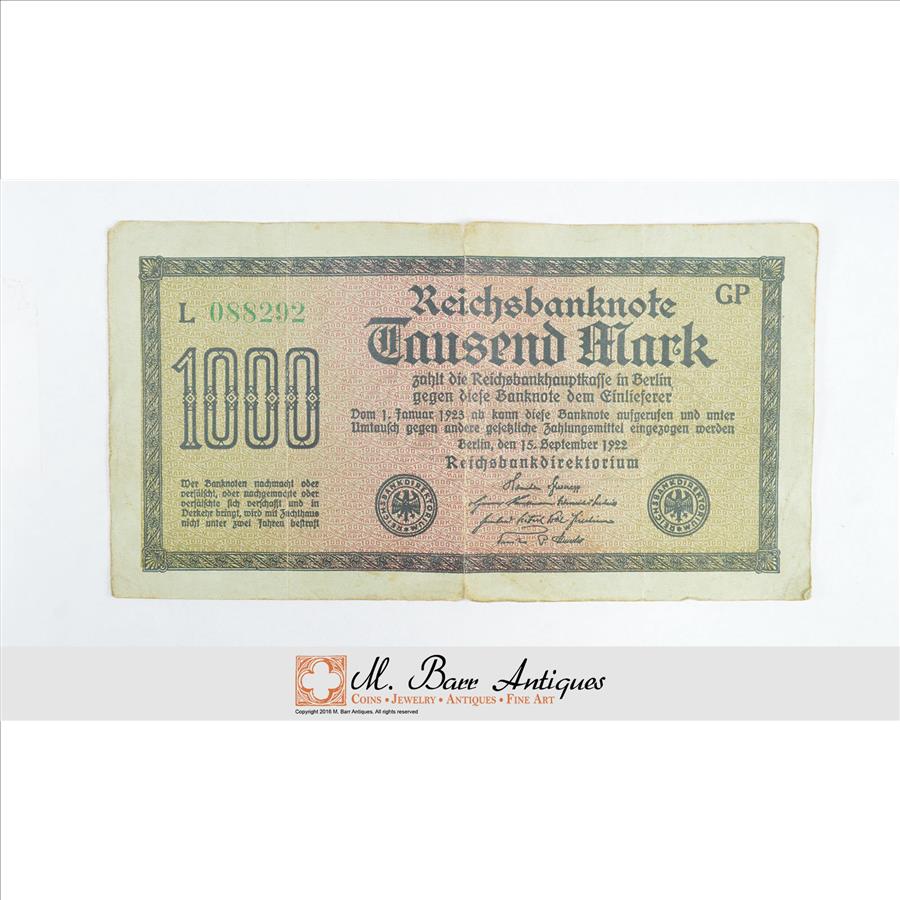 L 088292
Reichsbanknote
GP
Tausend Mark
1000
zahlt die Reichsbankhauptkasse in Berlin
gegen diese Banknote dem Einlieferer
Vom 1. Januar 1923 ab kann diese Banknote aufgerufen und unter
Umtausch gegen andere gesetzliche Zahlungsmittel eingezogen werden
Berlin, den 15. September 1922
Reichsbankdirektorium
Wer Banknoten nachmacht oder
verfälscht, oder nachgemachte oder
verfälschte sich verschafft und in
Verkehr bringt, wird mit Zuchthaus
nicht unter zwei Jahren bestraft
REICHSBANKDIREKTORIUM
REICHSBANKDIREKTORIUM
M. Barr Antiques
COINS • JEWELRY • ANTIQUES • FINE ART
Copyright 2016 M. Barr Antiques. All rights reserved